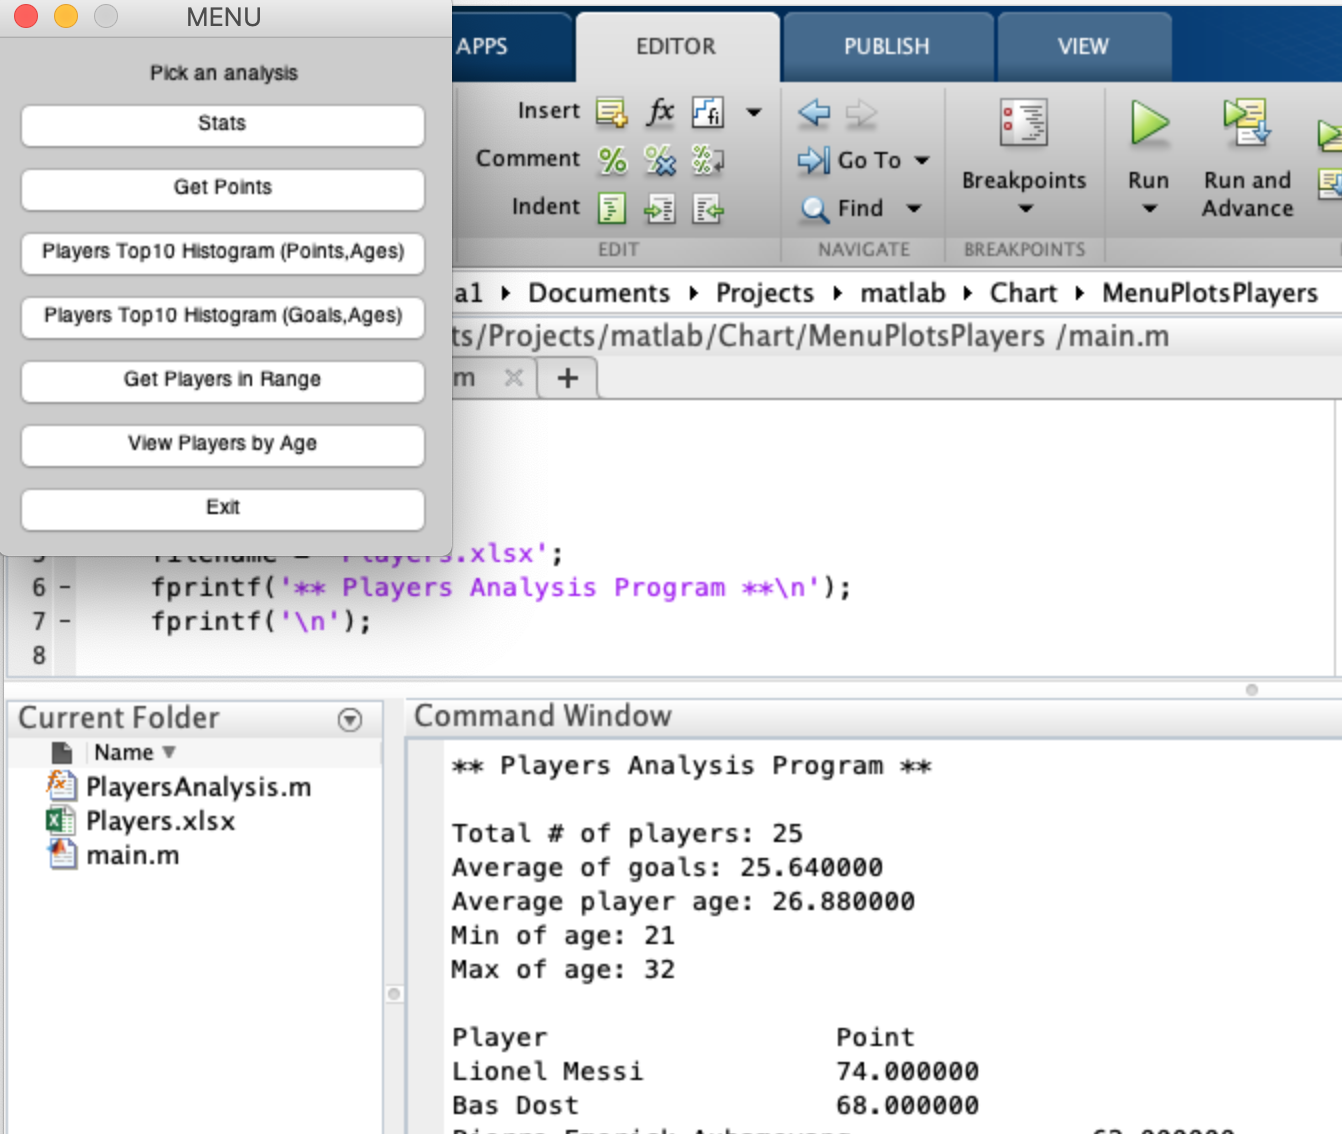 MENU
Pick an analysis
Stats
Get Points
Players Top10 Histogram (Points,Ages)
Players Top10 Histogram (Goals,Ages)
Get Players in Range
View Players by Age
Exit
APPS
EDITOR
PUBLISH
VIEW
Insert fx fi
Comment
Indent
EDIT
Go To
Find
NAVIGATE
Breakpoints
BREAKPOINTS
Run
Run and
Advance
a1 Documents Projects matlab Chart MenuPlotsPlayers
ts/Projects/matlab/Chart/MenuPlotsPlayers /main.m
m
5 filename = 'Players.xlsx';
6 - fprintf('** Players Analysis Program **\n');
7 - fprintf('\n');
8
Current Folder
Name
PlayersAnalysis.m
Players.xlsx
main.m
Command Window
** Players Analysis Program **
Total # of players: 25
Average of goals: 25.640000
Average player age: 26.880000
Min of age: 21
Max of age: 32
Player Point
Lionel Messi 74.000000
Bas Dost 68.000000